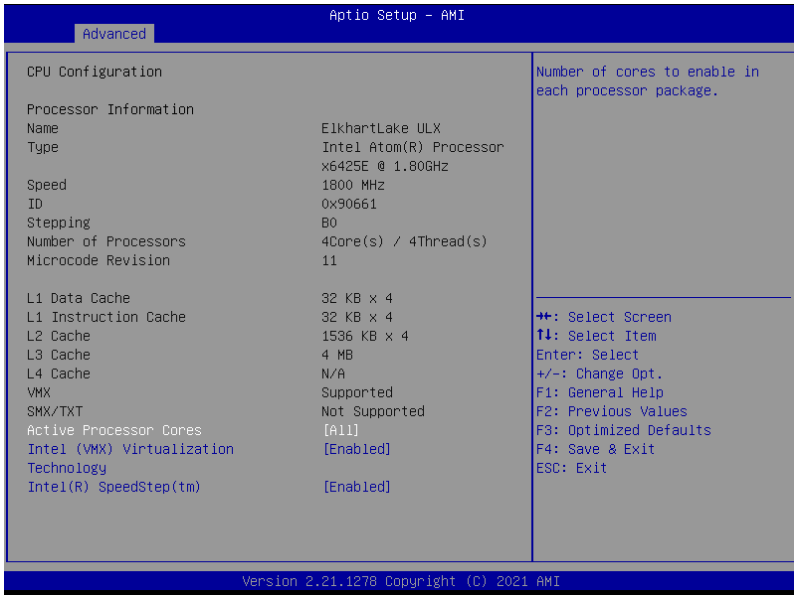 Aptio Setup – AMI
Advanced
CPU Configuration
Processor Information
Name ElkhartLake ULX
Type Intel Atom(R) Processor
x6425E @ 1.80GHz
Speed 1800 MHz
ID 0x90661
Stepping B0
Number of Processors 4Core(s) / 4Thread(s)
Microcode Revision 11
L1 Data Cache 32 KB x 4
L1 Instruction Cache 32 KB x 4
L2 Cache 1536 KB x 4
L3 Cache 4 MB
L4 Cache N/A
VMX Supported
SMX/TXT Not Supported
Active Processor Cores [All]
Intel (VMX) Virtualization [Enabled]
Technology
Intel(R) SpeedStep(tm) [Enabled]
Number of cores to enable in
each processor package.
→←: Select Screen
↑↓: Select Item
Enter: Select
+/-: Change Opt.
F1: General Help
F2: Previous Values
F3: Optimized Defaults
F4: Save & Exit
ESC: Exit
Version 2.21.1278 Copyright (C) 2021 AMI